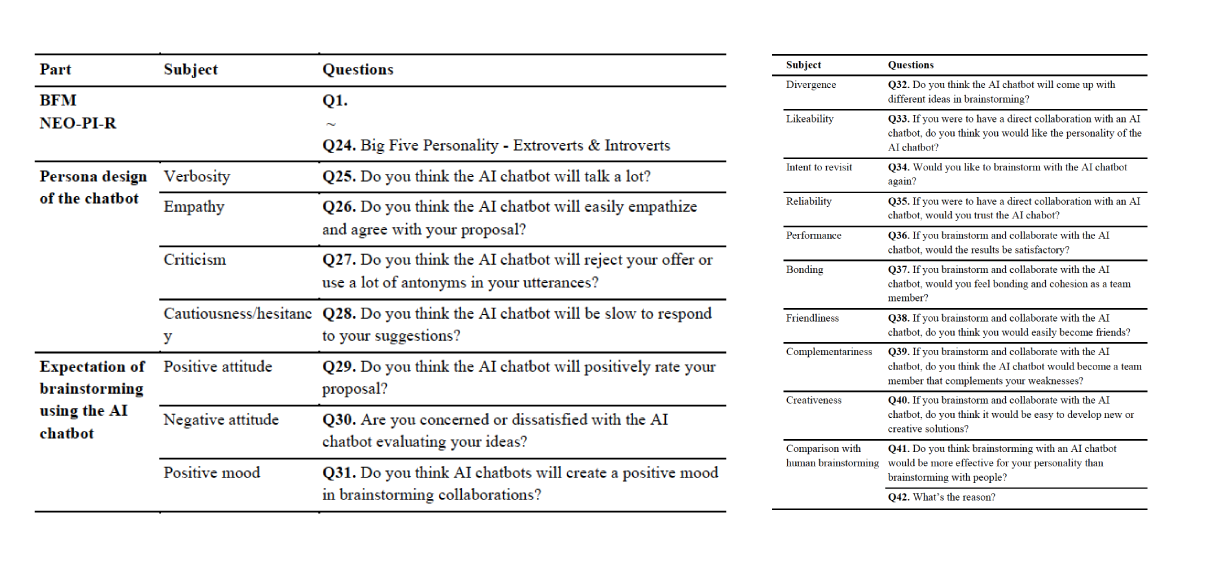 Part Subject Questions
BFM Q1.
NEO-PI-R ~
Q24. Big Five Personality - Extroverts & Introverts
Persona design Verbosity Q25. Do you think the AI chatbot will talk a lot?
of the chatbot Empathy Q26. Do you think the AI chatbot will easily empathize
and agree with your proposal?
Criticism Q27. Do you think the AI chatbot will reject your offer or
use a lot of antonyms in your utterances?
Cautiousness/hesitanc Q28. Do you think the AI chatbot will be slow to respond
y to your suggestions?
Expectation of Positive attitude Q29. Do you think the AI chatbot will positively rate your
brainstorming proposal?
using the AI Negative attitude Q30. Are you concerned or dissatisfied with the AI
chatbot chatbot evaluating your ideas?
Positive mood Q31. Do you think AI chatbots will create a positive mood
in brainstorming collaborations?
Subject Questions
Divergence Q32. Do you think the AI chatbot will come up with
different ideas in brainstorming?
Likeability Q33. If you were to have a direct collaboration with an AI
chatbot, do you think you would like the personality of the
AI chatbot?
Intent to revisit Q34. Would you like to brainstorm with the AI chatbot
again?
Reliability Q35. If you were to have a direct collaboration with an AI
chatbot, would you trust the AI chabot?
Performance Q36. If you brainstorm and collaborate with the AI
chatbot, would the results be satisfactory?
Bonding Q37. If you brainstorm and collaborate with the AI
chatbot, would you feel bonding and cohesion as a team
member?
Friendliness Q38. If you brainstorm and collaborate with the AI
chatbot, do you think you would easily become friends?
Complementariness Q39. If you brainstorm and collaborate with the AI
chatbot, do you think the AI chatbot would become a team
member that complements your weaknesses?
Creativeness Q40. If you brainstorm and collaborate with the AI
chatbot, do you think it would be easy to develop new or
creative solutions?
Comparison with Q41. Do you think brainstorming with an AI chatbot
human brainstorming would be more effective for your personality than
brainstorming with people?
Q42. What's the reason?